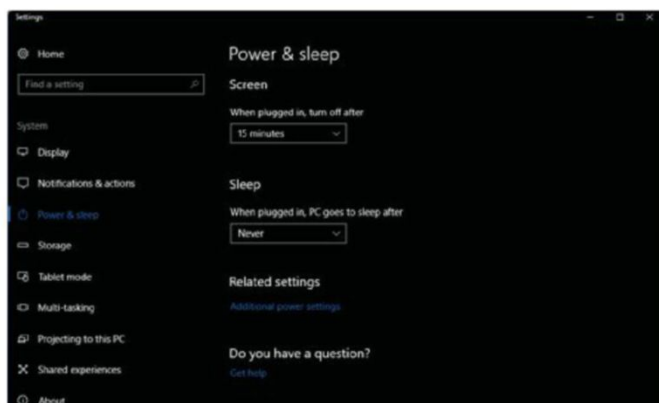 Settings
Home
Find a setting
System
Display
Notifications & actions
Power & sleep
Storage
Tablet mode
Multi-tasking
Projecting to this PC
Shared experiences
About
Power & sleep
Screen
When plugged in, turn off after
15 minutes
Sleep
When plugged in, PC goes to sleep after
Never
Related settings
Additional power settings
Do you have a question?
Get help